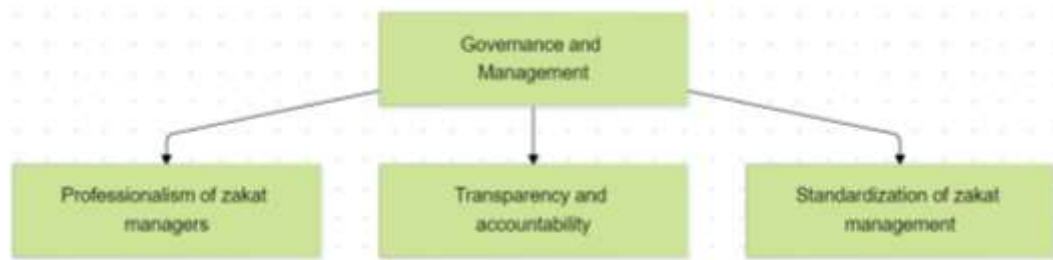 Governance and
Management
Professionalism of zakat
managers
Transparency and
accountability
Standardization of zakat
management